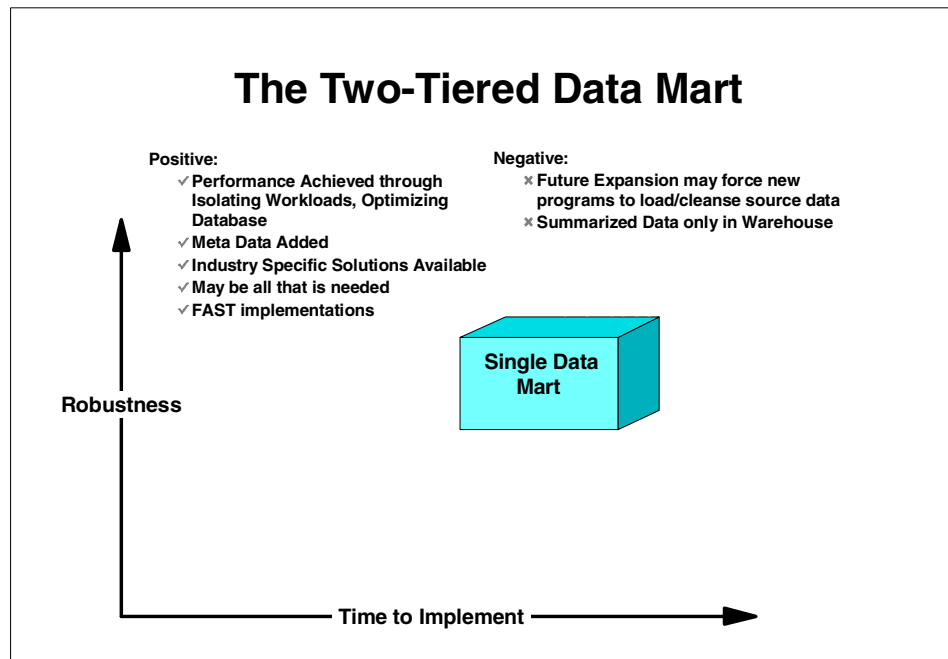 The Two-Tiered Data Mart
Positive:
Performance Achieved through
Isolating Workloads, Optimizing
Database
Meta Data Added
Industry Specific Solutions Available
May be all that is needed
FAST implementations
Negative:
Future Expansion may force new
programs to load/cleanse source data
Summarized Data only in Warehouse
Single Data
Mart
Robustness
Time to Implement